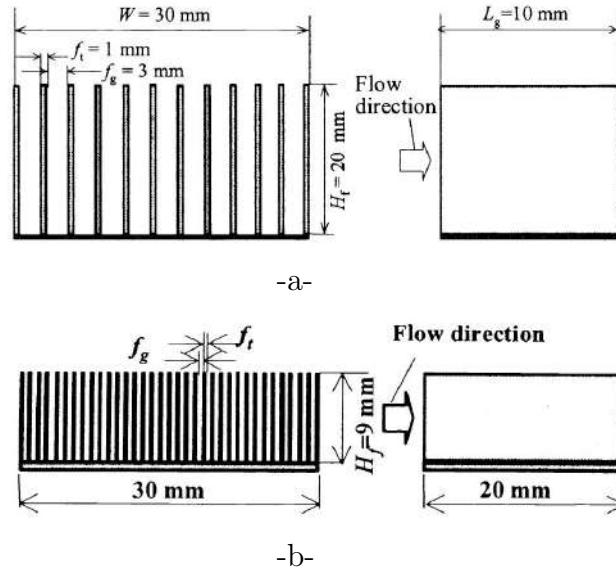 W = 30 mm
fₜ = 1 mm
f_g = 3 mm
H_f = 20 mm
L_g = 10 mm
Flow
direction
-a-
f_g
f_t
H_f=9 mm
Flow direction
30 mm
20 mm
-b-